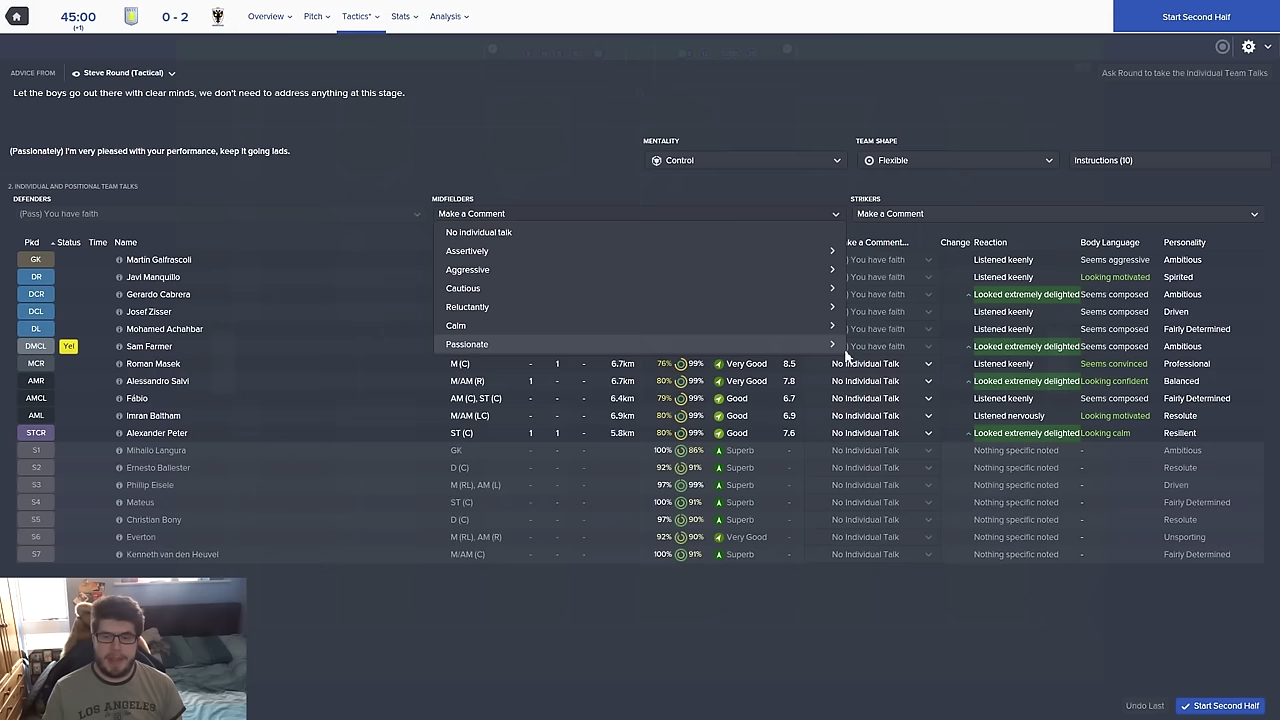 45:00
(+1)
0 - 2
Overview
Pitch
Tactics*
Stats
Analysis
Start Second Half
ADVICE FROM
Steve Round (Tactical)
Ask Round to take the Individual Team Talks
Let the boys go out there with clear minds, we don't need to address anything at this stage.
MENTALITY
TEAM SHAPE
(Passionately) I'm very pleased with your performance, keep it going lads.
Control
Flexible
Instructions (10)
2. INDIVIDUAL AND POSITIONAL TEAM TALKS
DEFENDERS
MIDFIELDERS
STRIKERS
(Pass) You have faith
Make a Comment
Make a Comment
No individual talk
Assertively
Aggressive
Cautious
Reluctantly
Calm
Passionate
Pkd Status Time Name ke a Comment... Change Reaction Body Language Personality
GK Martín Galfrascoli ) You have faith Listened keenly Seems aggressive Ambitious
DR Javi Manquillo ) You have faith Listened keenly Looking motivated Spirited
DCR Gerardo Cabrera ) You have faith Looked extremely delighted Seems composed Ambitious
DCL Josef Zisser ) You have faith Listened keenly Seems composed Driven
DL Mohamed Achahbar ) You have faith Listened keenly Seems composed Fairly Determined
DMCL Yel Sam Farmer ) You have faith Looked extremely delighted Seems composed Ambitious
MCR Roman Masek M (C) - 1 - 6.7km 76% 99% Very Good 8.5 No Individual Talk Listened keenly Seems convinced Professional
AMR Alessandro Salvi M/AM (R) 1 - - 6.7km 80% 99% Very Good 7.8 No Individual Talk Looked extremely delighted Looking confident Balanced
AMCL Fábio AM (C), ST (C) - - - 6.4km 79% 99% Good 6.7 No Individual Talk Listened keenly Seems composed Fairly Determined
AML Imran Baltham M/AM (LC) - - - 6.9km 80% 99% Good 6.9 No Individual Talk Listened nervously Looking motivated Resolute
STCR Alexander Peter ST (C) 1 1 - 5.8km 80% 99% Good 7.6 No Individual Talk Looked extremely delighted Looking calm Resilient
S1 Mihailo Langura GK 100% 86% Superb - No Individual Talk Nothing specific noted - Ambitious
S2 Ernesto Ballester D (C) 92% 91% Superb - No Individual Talk Nothing specific noted - Resolute
S3 Phillip Eisele M (RL), AM (L) 97% 99% Superb - No Individual Talk Nothing specific noted - Driven
S4 Mateus ST (C) 100% 91% Superb - No Individual Talk Nothing specific noted - Fairly Determined
S5 Christian Bony D (C) 97% 90% Superb - No Individual Talk Nothing specific noted - Resolute
S6 Everton M (RL), AM (R) 92% 90% Very Good - No Individual Talk Nothing specific noted - Unsporting
S7 Kenneth van den Heuvel M/AM (C) 100% 91% Superb - No Individual Talk Nothing specific noted - Fairly Determined
LOS ANGELES
Undo Last
Start Second Half